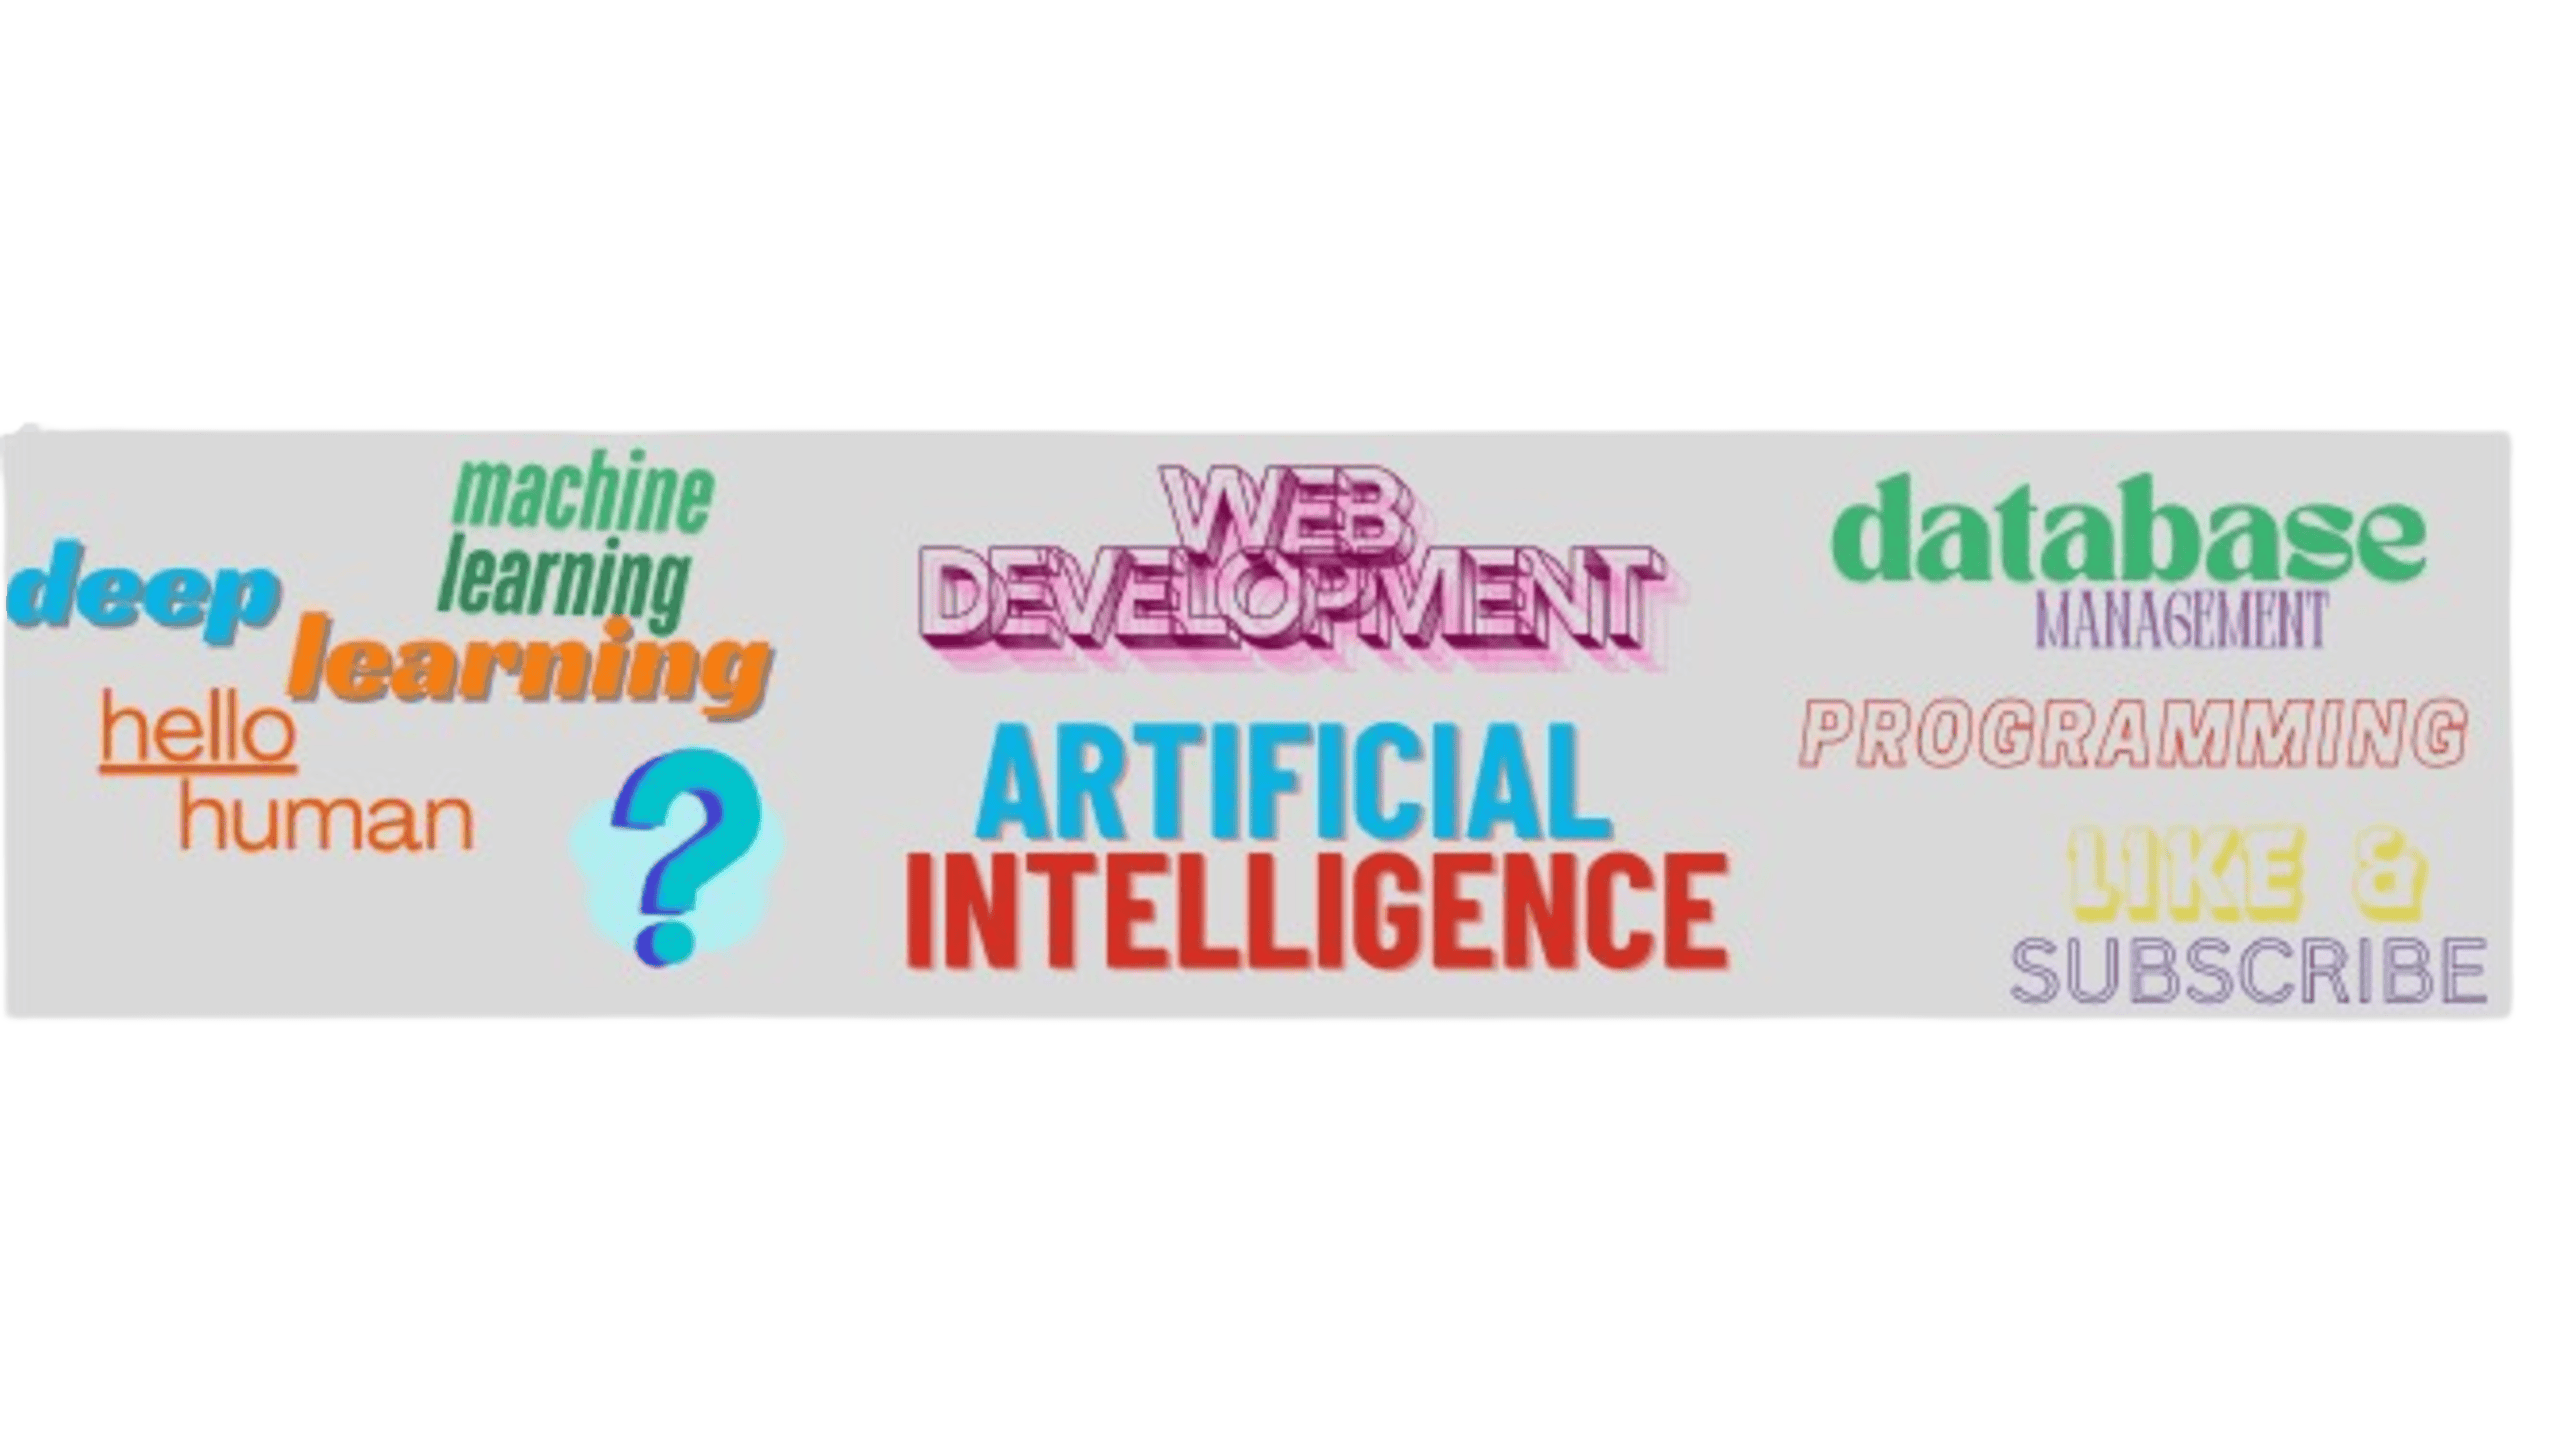 machine
learning
deep
learning
hello
human
?
WEB
DEVELOPMENT
ARTIFICIAL
INTELLIGENCE
database
MANAGEMENT
PROGRAMMING
LIKE &
SUBSCRIBE